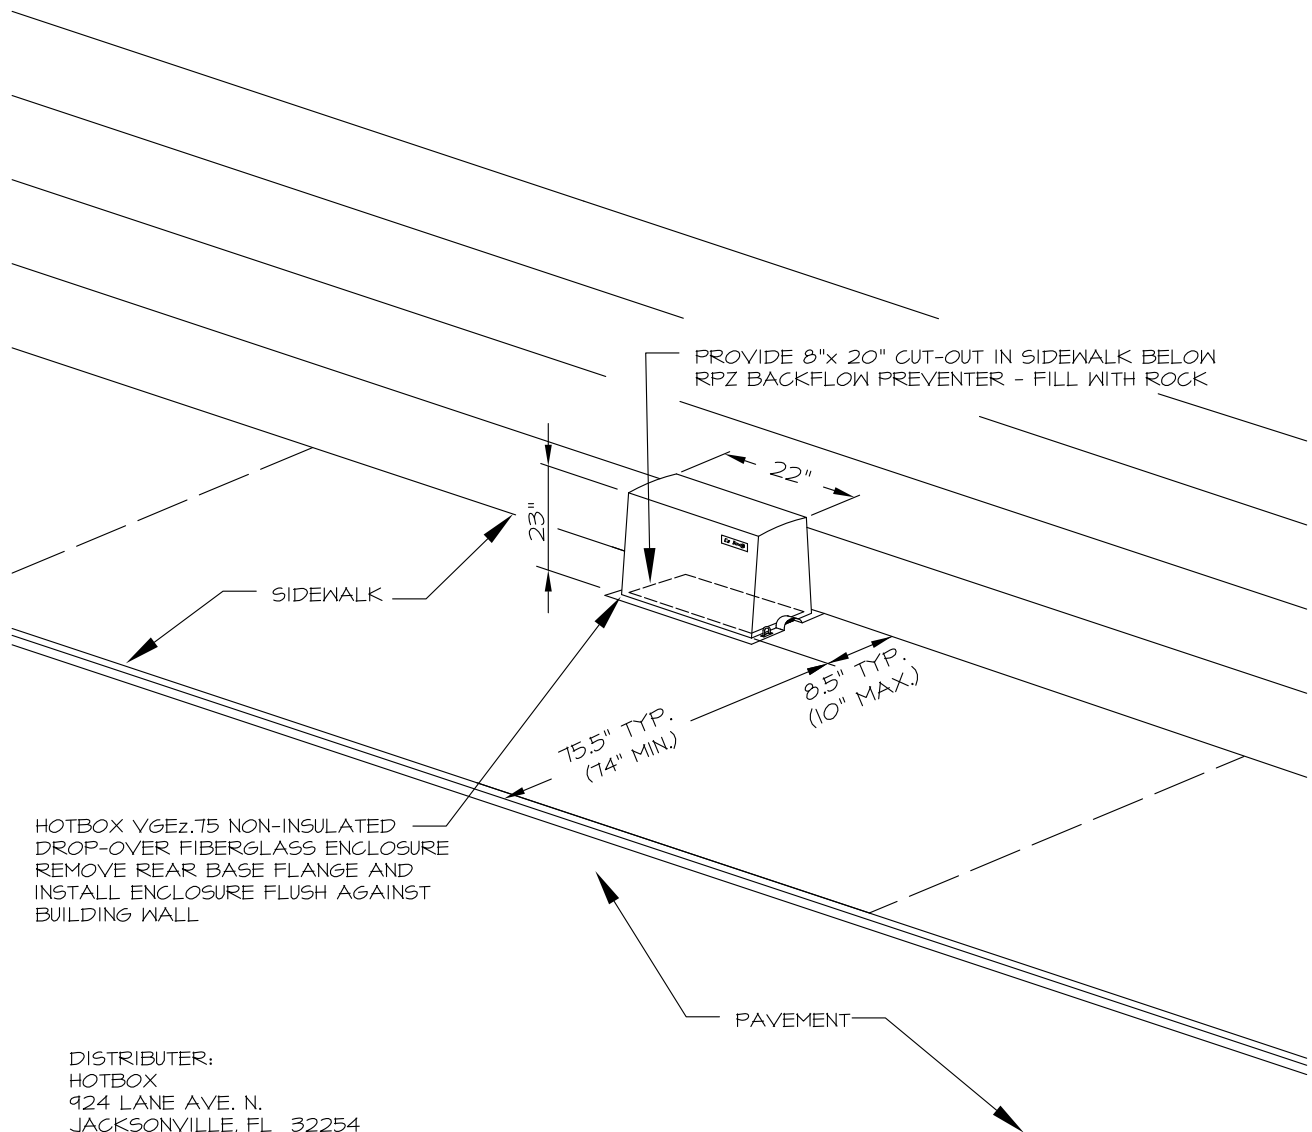 PROVIDE 8"x 20" CUT-OUT IN SIDEWALK BELOW
RPZ BACKFLOW PREVENTER - FILL WITH ROCK
22"
23"
SIDEWALK
8.5" TYP.
(10" MAX.)
75.5" TYP.
(74" MIN.)
HOTBOX VGEz.75 NON-INSULATED
DROP-OVER FIBERGLASS ENCLOSURE
REMOVE REAR BASE FLANGE AND
INSTALL ENCLOSURE FLUSH AGAINST
BUILDING WALL
PAVEMENT
DISTRIBUTER:
HOTBOX
924 LANE AVE. N.
JACKSONVILLE, FL 32254